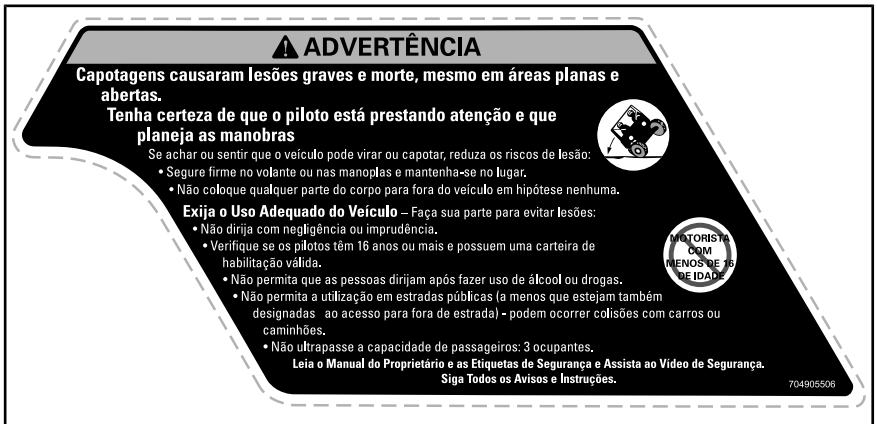 ADVERTÊNCIA
Capotagens causaram lesões graves e morte, mesmo em áreas planas e
abertas.
Tenha certeza de que o piloto está prestando atenção e que
planeja as manobras
Se achar ou sentir que o veículo pode virar ou capotar, reduza os riscos de lesão:
• Segure firme no volante ou nas manoplas e mantenha-se no lugar.
• Não coloque qualquer parte do corpo para fora do veículo em hipótese nenhuma.
Exija o Uso Adequado do Veículo – Faça sua parte para evitar lesões:
• Não dirija com negligência ou imprudência.
• Verifique se os pilotos têm 16 anos ou mais e possuem uma carteira de
habilitação válida.
• Não permita que as pessoas dirijam após fazer uso de álcool ou drogas.
• Não permita a utilização em estradas públicas (a menos que estejam também
designadas ao acesso para fora de estrada) - podem ocorrer colisões com carros ou
caminhões.
• Não ultrapasse a capacidade de passageiros: 3 ocupantes.
Leia o Manual do Proprietário e as Etiquetas de Segurança e Assista ao Vídeo de Segurança.
Siga Todos os Avisos e Instruções.
MOTORISTA
COM
MENOS DE 16
DE IDADE
704905506